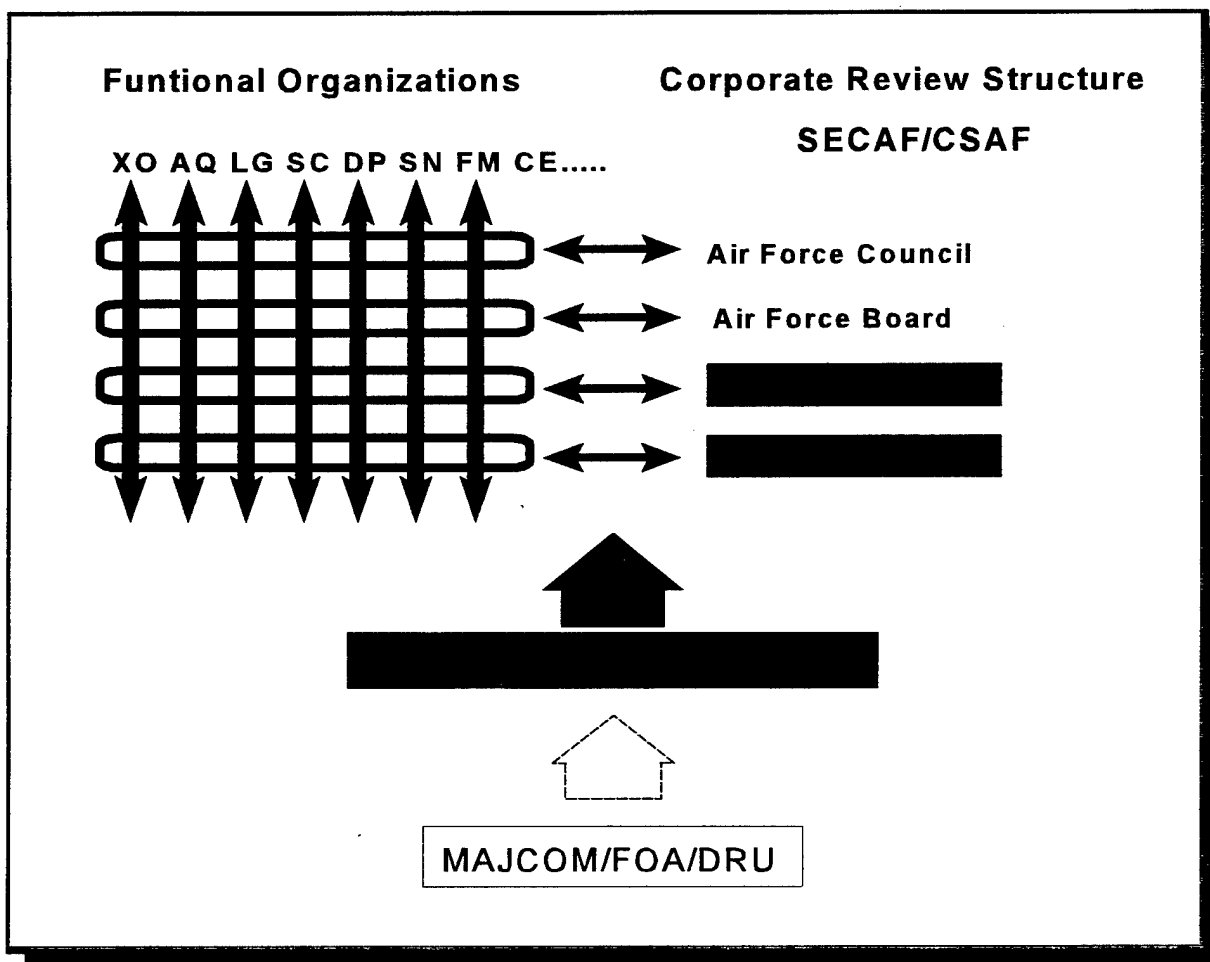 Funtional Organizations
Corporate Review Structure
SECAF/CSAF
XO AQ LG SC DP SN FM CE.....
Air Force Council
Air Force Board
MAJCOM/FOA/DRU